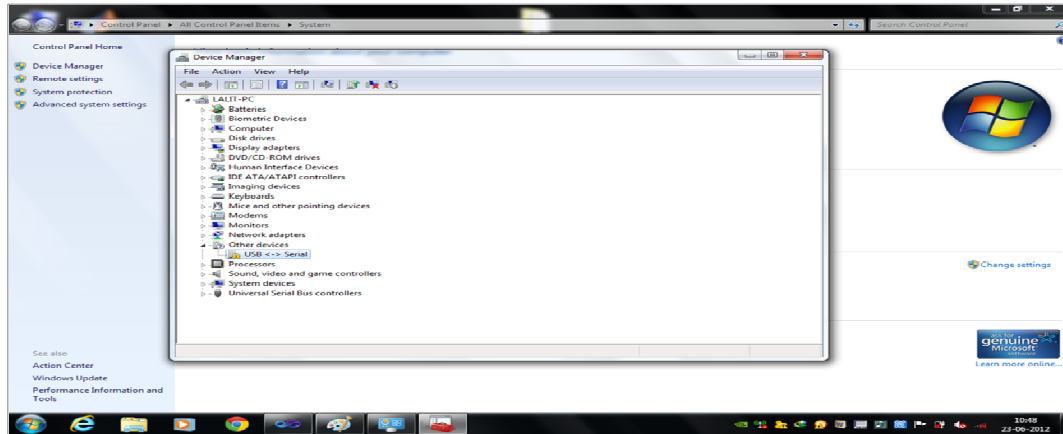 Control Panel ▸ All Control Panel Items ▸ System
Search Control Panel
Control Panel Home
Device Manager
Remote settings
System protection
Advanced system settings
Device Manager
File Action View Help
LALIT-PC
Batteries
Biometric Devices
Computer
Disk drives
Display adapters
DVD/CD-ROM drives
Human Interface Devices
IDE ATA/ATAPI controllers
Imaging devices
Keyboards
Mice and other pointing devices
Modems
Monitors
Network adapters
Other devices
USB <-> Serial
Processors
Sound, video and game controllers
System devices
Universal Serial Bus controllers
Change settings
ask for
genuine
Microsoft
software
Learn more online...
See also
Action Center
Windows Update
Performance Information and
Tools
10:48
23-06-2012